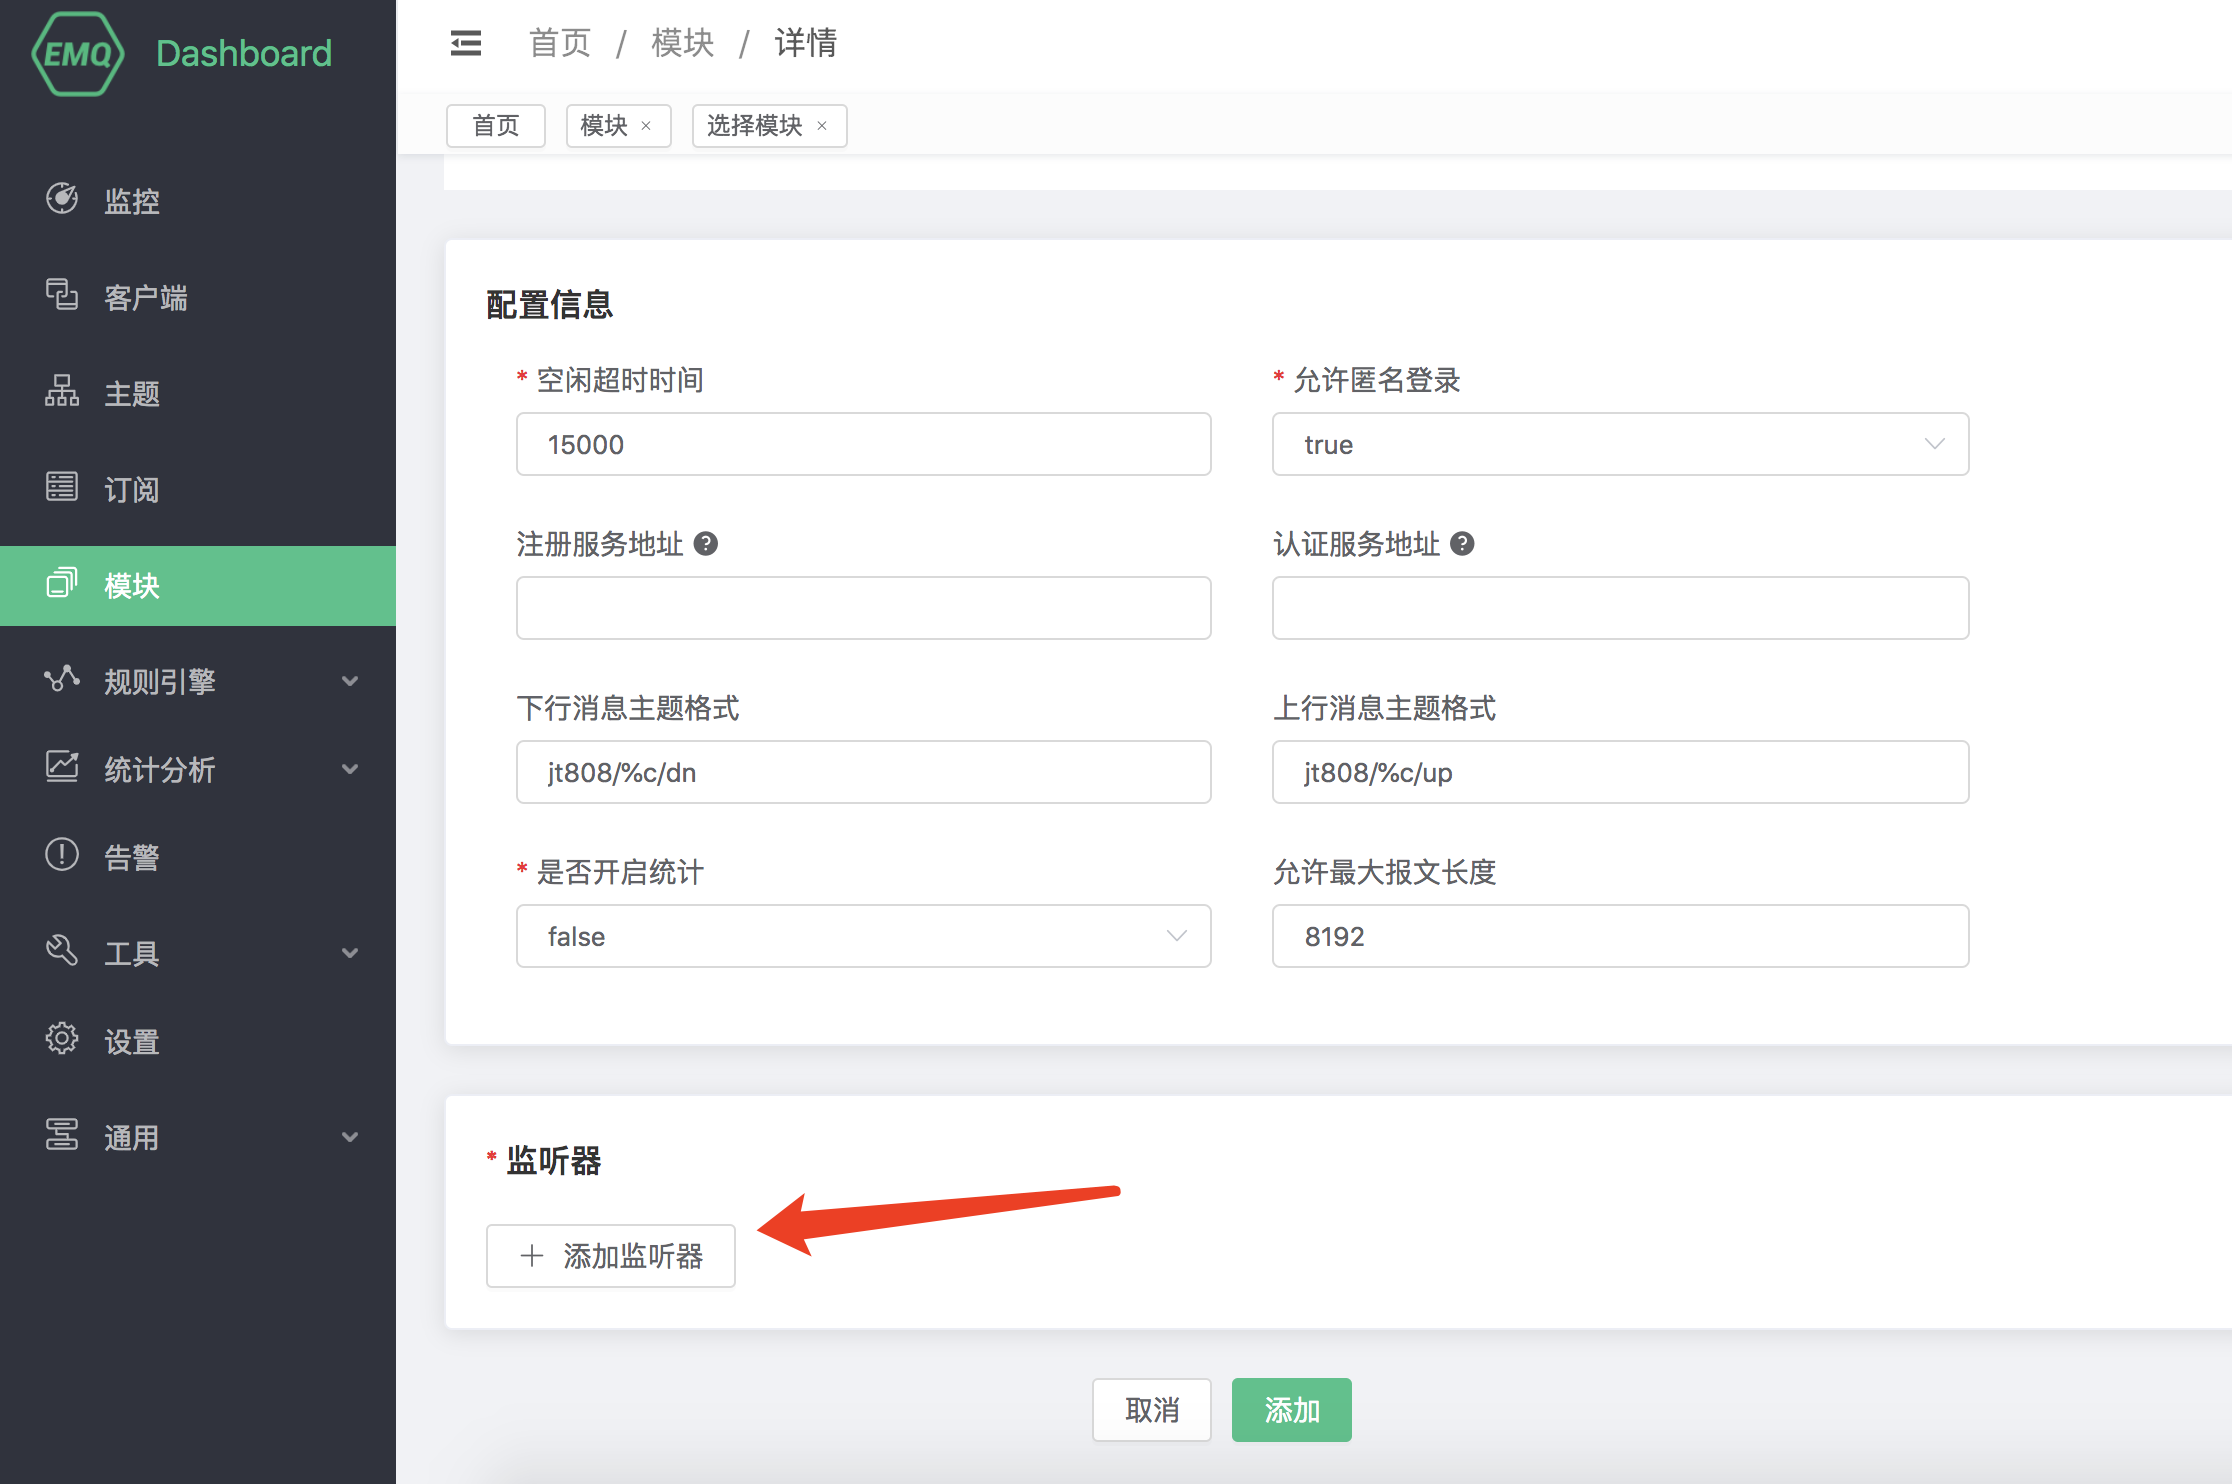 EMQ Dashboard
首页 / 模块 / 详情
首页 模块 × 选择模块 ×
监控
客户端
主题
订阅
模块
规则引擎
统计分析
告警
工具
设置
通用
配置信息
* 空闲超时时间 * 允许匿名登录
15000 true
注册服务地址 ? 认证服务地址 ?
下行消息主题格式 上行消息主题格式
jt808/%c/dn jt808/%c/up
* 是否开启统计 允许最大报文长度
false 8192
* 监听器
+ 添加监听器
取消 添加